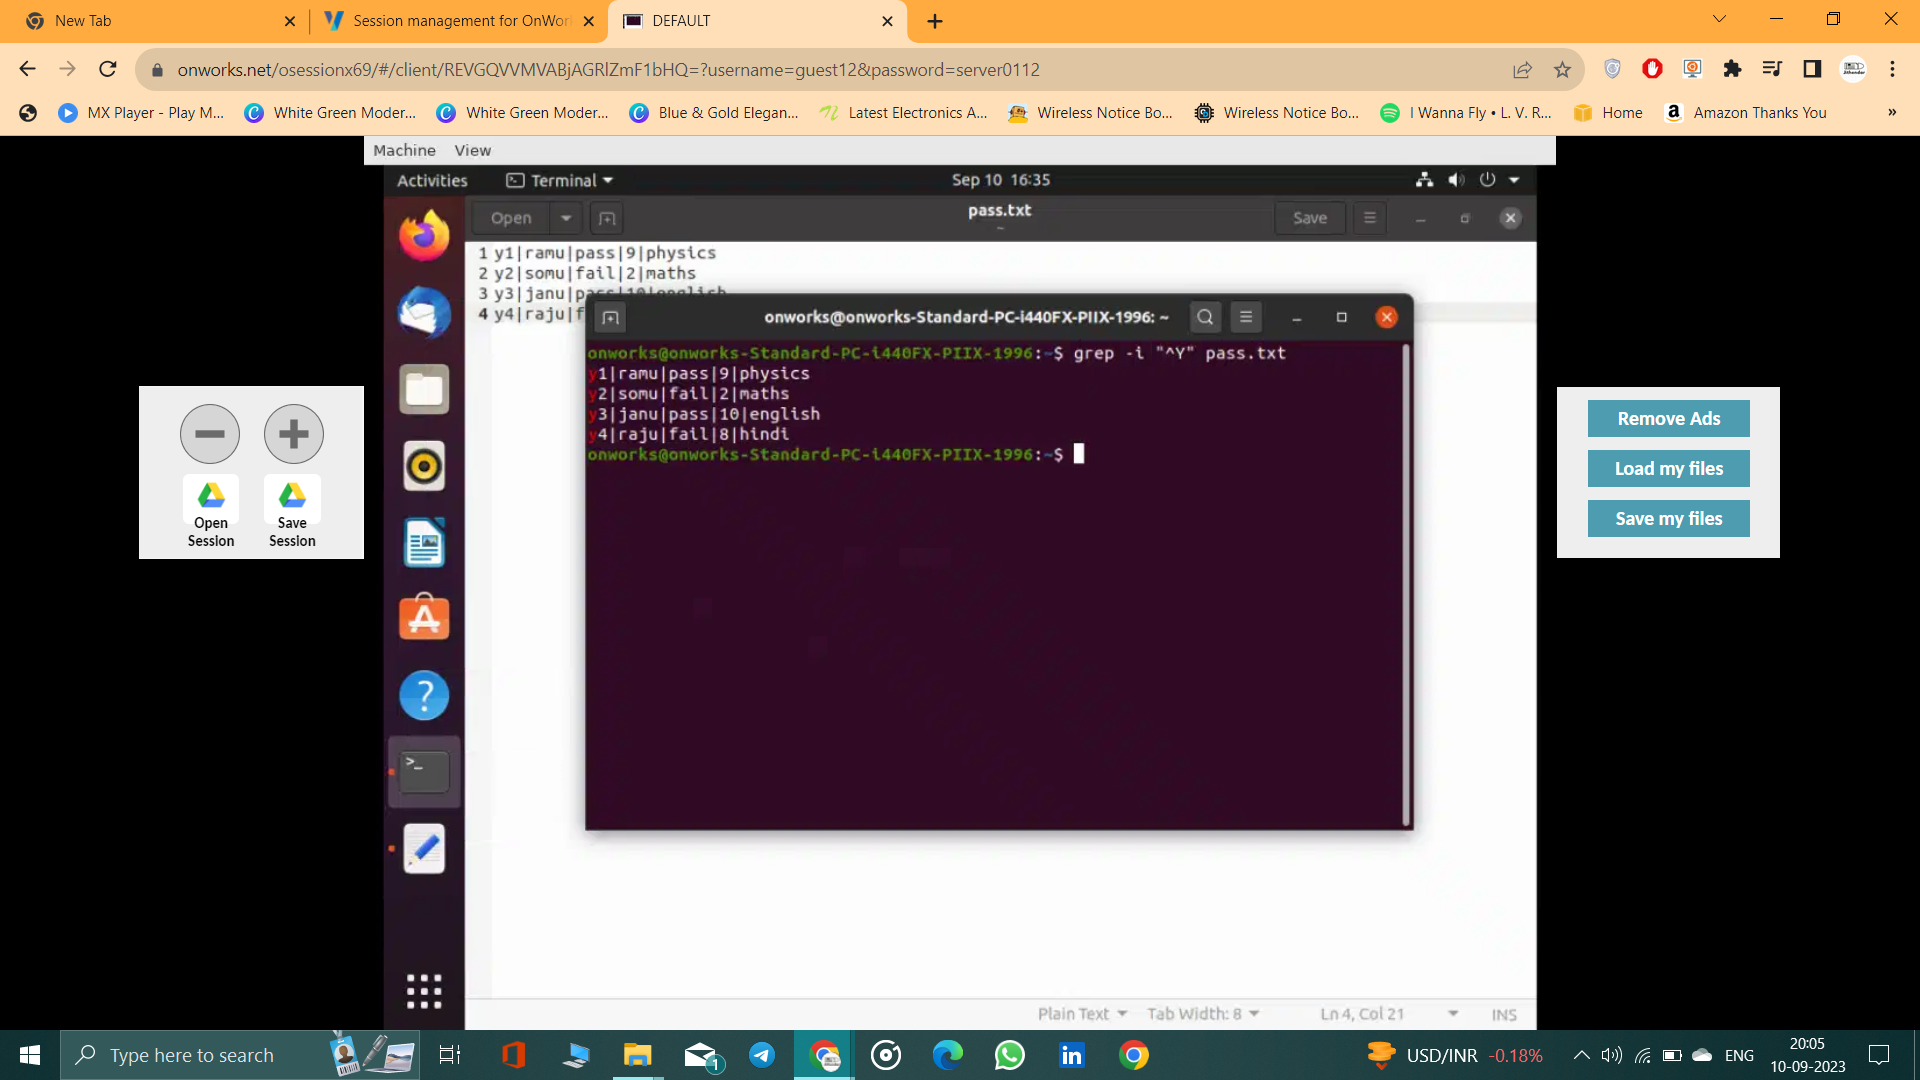 New Tab
Session management for OnWor
DEFAULT
onworks.net/osessionx69/#/client/REVGQVVMVABjAGRlZmF1bHQ=?username=guest12&password=server0112
MX Player - Play M...
White Green Moder...
White Green Moder...
Blue & Gold Elegan...
Latest Electronics A...
Wireless Notice Bo...
Wireless Notice Bo...
I Wanna Fly • L. V. R...
Home
Amazon Thanks You
»
Machine View
Activities Terminal Sep 10 16:35
Open pass.txt Save
~
1 y1|ramu|pass|9|physics
2 y2|somu|fail|2|maths
3 y3|janu|pass|10|english
4 y4|raju|f
onworks@onworks-Standard-PC-i440FX-PIIX-1996: ~
onworks@onworks-Standard-PC-i440FX-PIIX-1996:~$ grep -i "^Y" pass.txt
y1|ramu|pass|9|physics
y2|somu|fail|2|maths
y3|janu|pass|10|english
y4|raju|fail|8|hindi
onworks@onworks-Standard-PC-i440FX-PIIX-1996:~$
Open Session
Save Session
Remove Ads
Load my files
Save my files
Plain Text Tab Width: 8 Ln 4, Col 21 INS
Type here to search
1
USD/INR -0.18%
ENG
20:05
10-09-2023